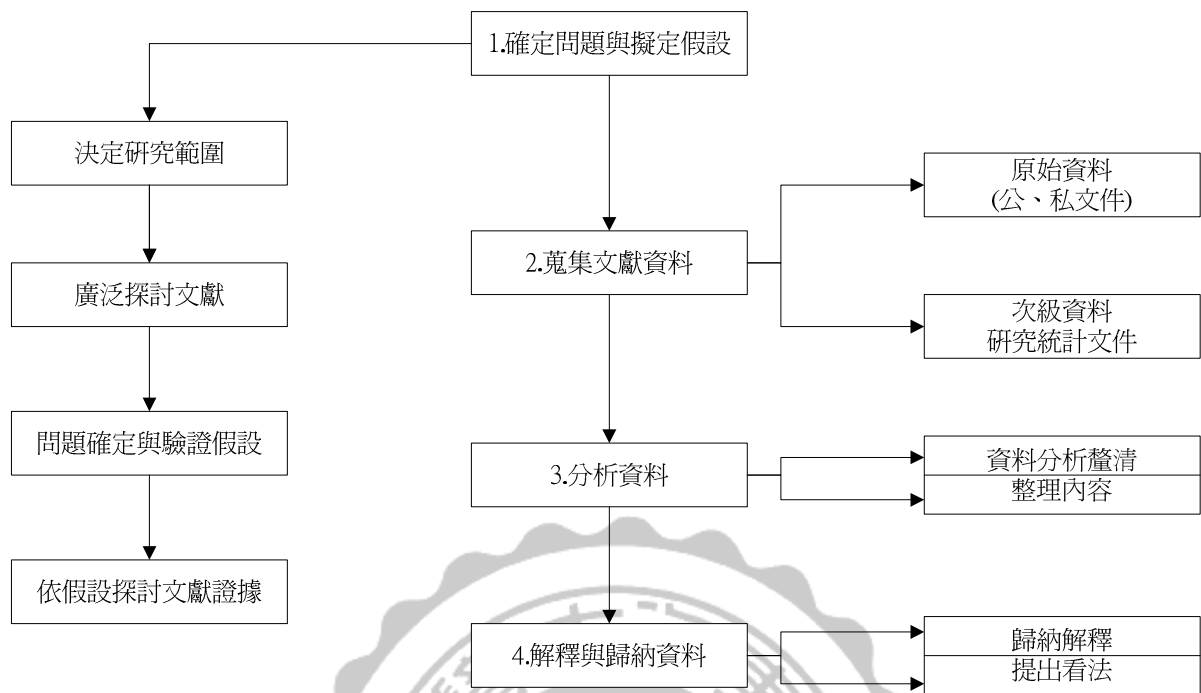 1.確定問題與擬定假設
決定研究範圍
廣泛探討文獻
問題確定與驗證假設
依假設探討文獻證據
2.蒐集文獻資料
原始資料
(公、私文件)
次級資料
研究統計文件
3.分析資料
資料分析釐清
整理內容
4.解釋與歸納資料
歸納解釋
提出看法